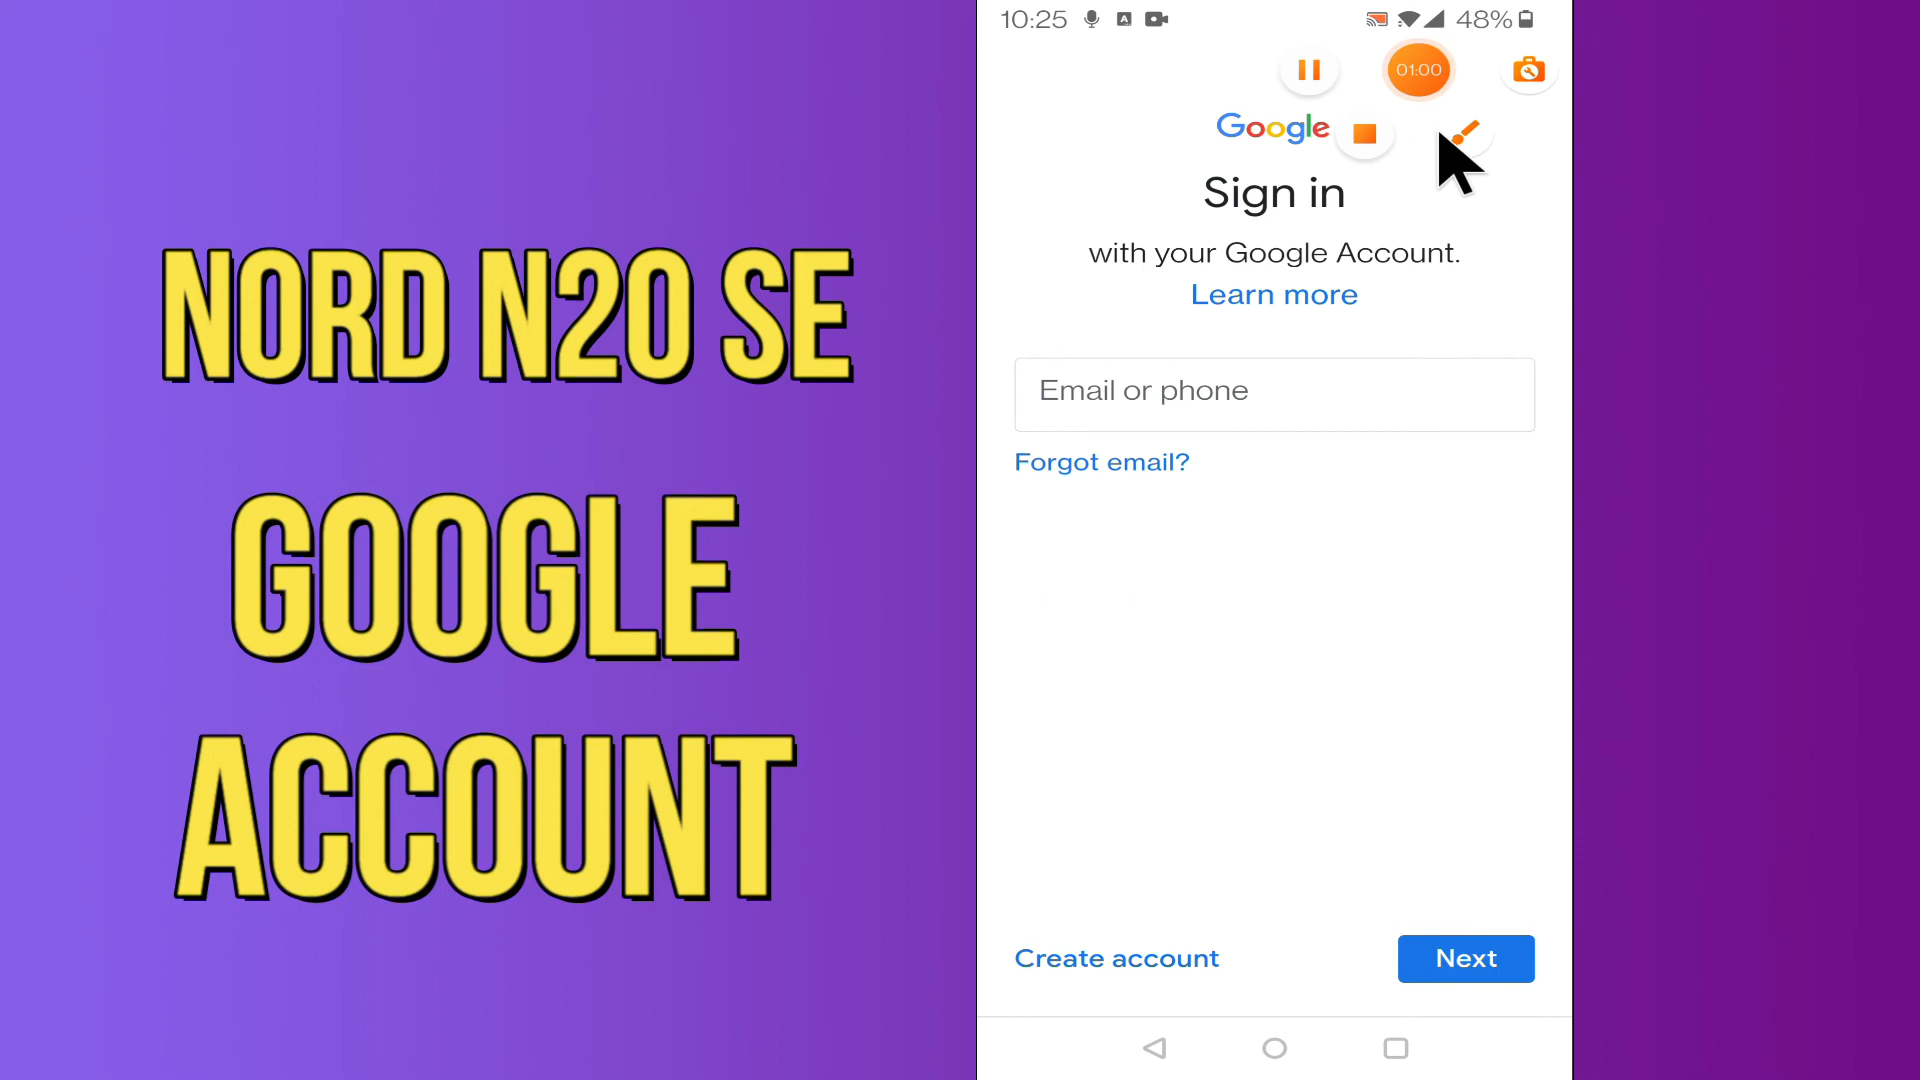 NORD N20 SE
GOOGLE
ACCOUNT
10:25
48%
01:00
Google
Sign in
with your Google Account.
Learn more
Email or phone
Forgot email?
Create account
Next